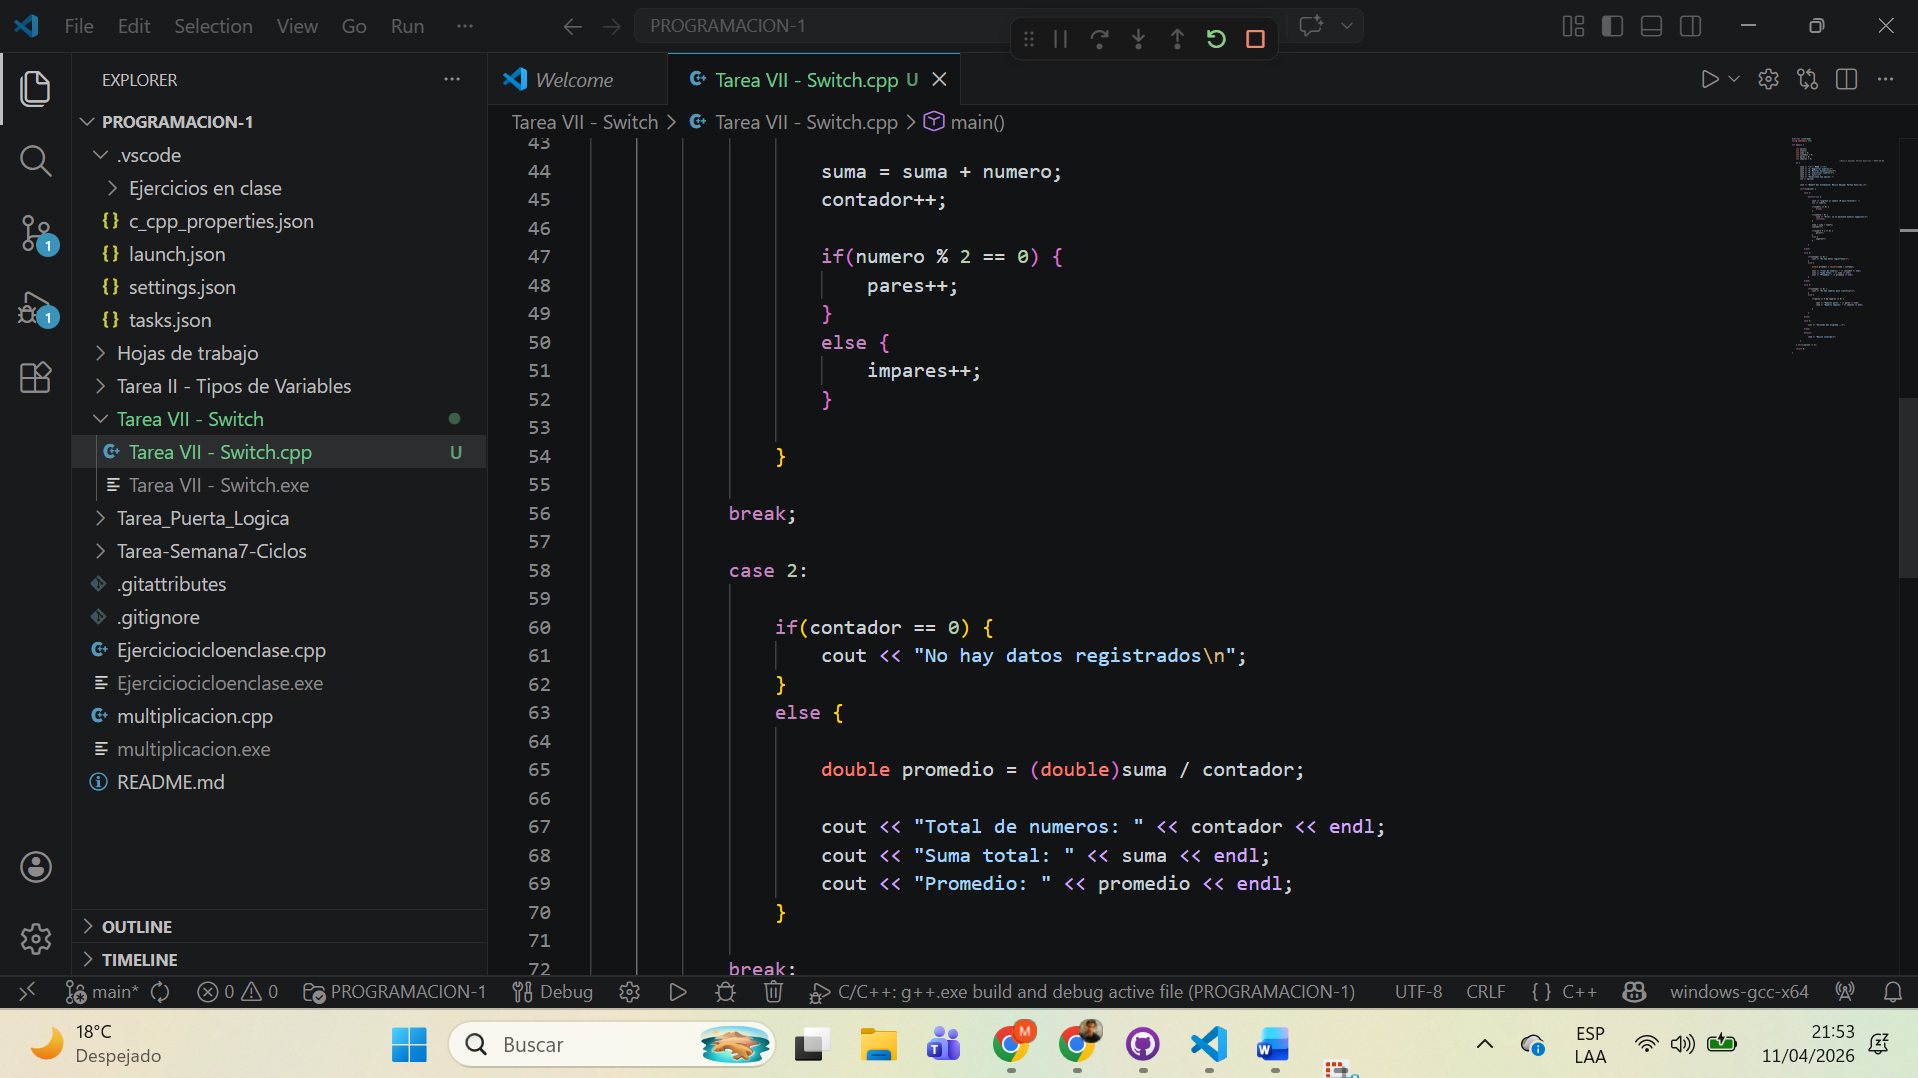 File Edit Selection View Go Run ···
PROGRAMACION-1
EXPLORER
Welcome
Tarea VII - Switch.cpp U
PROGRAMACION-1
Tarea VII - Switch > Tarea VII - Switch.cpp > main()
.vscode
Ejercicios en clase
{} c_cpp_properties.json
{} launch.json
{} settings.json
{} tasks.json
Hojas de trabajo
Tarea II - Tipos de Variables
Tarea VII - Switch
Tarea VII - Switch.cpp U
Tarea VII - Switch.exe
Tarea_Puerta_Logica
Tarea-Semana7-Ciclos
.gitattributes
.gitignore
Ejerciciocicloenclase.cpp
Ejerciciocicloenclase.exe
multiplicacion.cpp
multiplicacion.exe
README.md
OUTLINE
TIMELINE
1
1
43
44 suma = suma + numero;
45 contador++;
46
47 if(numero % 2 == 0) {
48 pares++;
49 }
50 else {
51 impares++;
52 }
53
54 }
55
56 break;
57
58 case 2:
59
60 if(contador == 0) {
61 cout << "No hay datos registrados\n";
62 }
63 else {
64
65 double promedio = (double)suma / contador;
66
67 cout << "Total de numeros: " << contador << endl;
68 cout << "Suma total: " << suma << endl;
69 cout << "Promedio: " << promedio << endl;
70 }
71
72 break;
main* 0 0 PROGRAMACION-1 Debug C/C++: g++.exe build and debug active file (PROGRAMACION-1) UTF-8 CRLF {} C++ windows-gcc-x64
18°C
Despejado
Buscar
M
ESP
LAA
21:53
11/04/2026